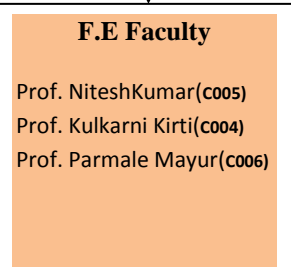 F.E Faculty
Prof. NiteshKumar(C005)
Prof. Kulkarni Kirti(C004)
Prof. Parmale Mayur(C006)